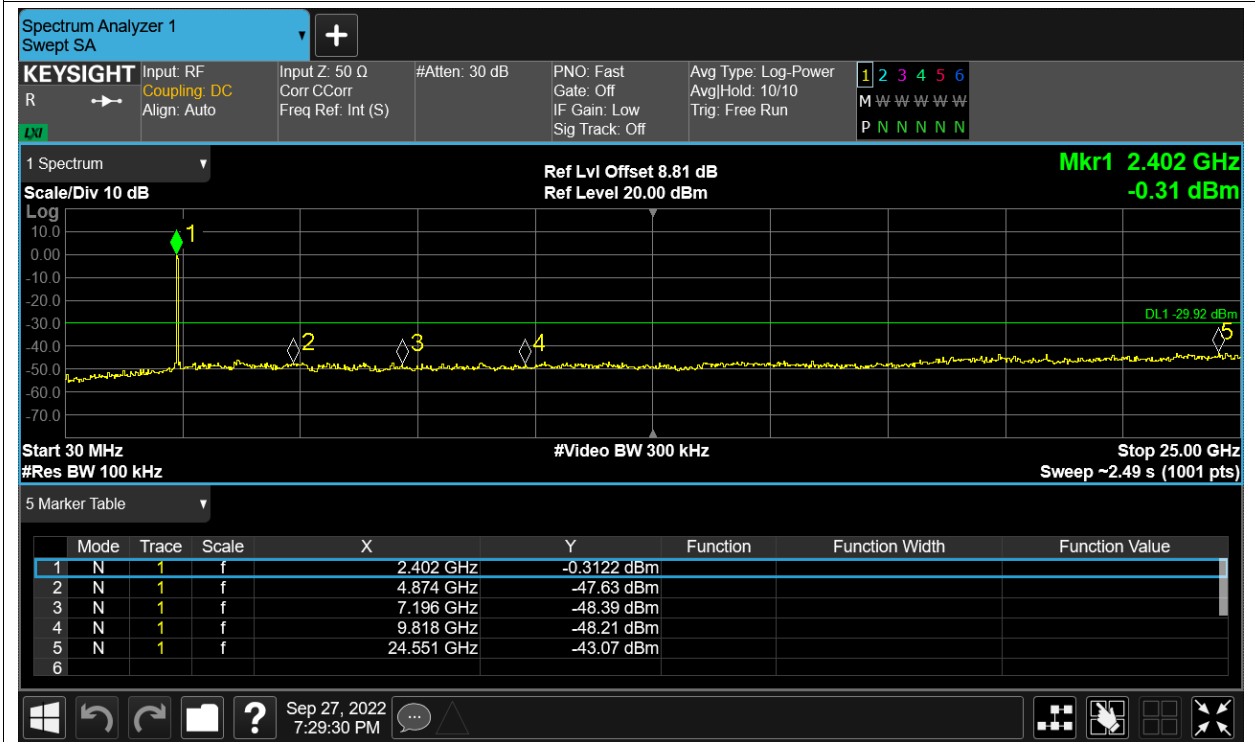 Spectrum Analyzer 1
Swept SA
+
KEYSIGHT Input: RF Input Z: 50 Ω #Atten: 30 dB PNO: Fast Avg Type: Log-Power 1 2 3 4 5 6
R Coupling: DC Corr CCorr Gate: Off Avg|Hold: 10/10 M W W W W W
Align: Auto Freq Ref: Int (S) IF Gain: Low Trig: Free Run
LXI Sig Track: Off P N N N N N
1 Spectrum Ref Lvl Offset 8.81 dB Mkr1 2.402 GHz
Scale/Div 10 dB Ref Level 20.00 dBm -0.31 dBm
Log
10.0 1
0.00
-10.0
-20.0
-30.0 DL1 -29.92 dBm
-40.0 2 3 4 5
-50.0
-60.0
-70.0
Start 30 MHz #Video BW 300 kHz Stop 25.00 GHz
#Res BW 100 kHz Sweep ~2.49 s (1001 pts)
5 Marker Table
Mode Trace Scale X Y Function Function Width Function Value
1 N 1 f 2.402 GHz -0.3122 dBm
2 N 1 f 4.874 GHz -47.63 dBm
3 N 1 f 7.196 GHz -48.39 dBm
4 N 1 f 9.818 GHz -48.21 dBm
5 N 1 f 24.551 GHz -43.07 dBm
6
? Sep 27, 2022
7:29:30 PM